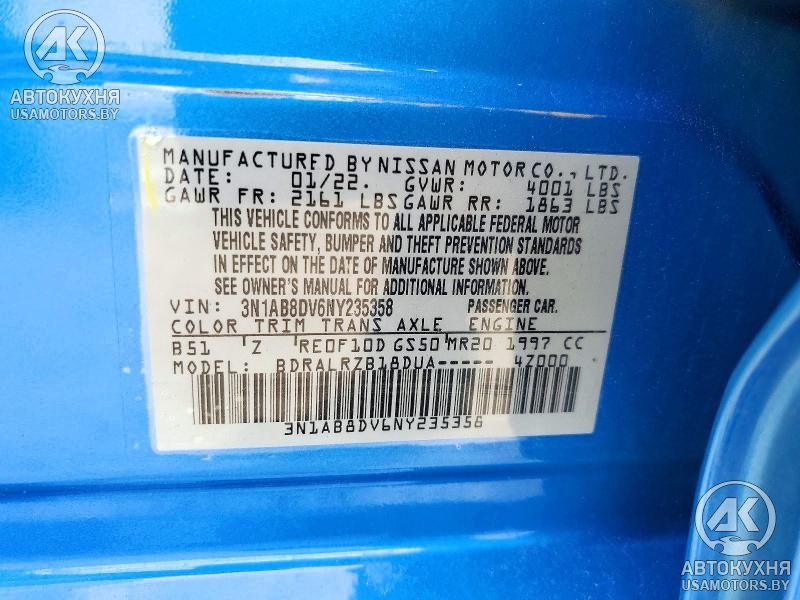 АК
АВТОКУХНЯ
USAMOTORS.BY
MANUFACTURED BY NISSAN MOTOR CO., LTD.
DATE: 01/22. GVWR: 4001 LBS
GAWR FR: 2161 LBS GAWR RR: 1863 LBS
THIS VEHICLE CONFORMS TO ALL APPLICABLE FEDERAL MOTOR
VEHICLE SAFETY, BUMPER AND THEFT PREVENTION STANDARDS
IN EFFECT ON THE DATE OF MANUFACTURE SHOWN ABOVE.
SEE OWNER'S MANUAL FOR ADDITIONAL INFORMATION.
VIN: 3N1AB8DV6NY235358 PASSENGER CAR.
COLOR TRIM TRANS AXLE ENGINE
B51 Z RE0F10D GS50 MR20 1997 CC
MODEL: BDRALRZB18DUA----- 4Z000
3N1AB8DV6NY235358
АК
АВТОКУХНЯ
USAMOTORS.BY